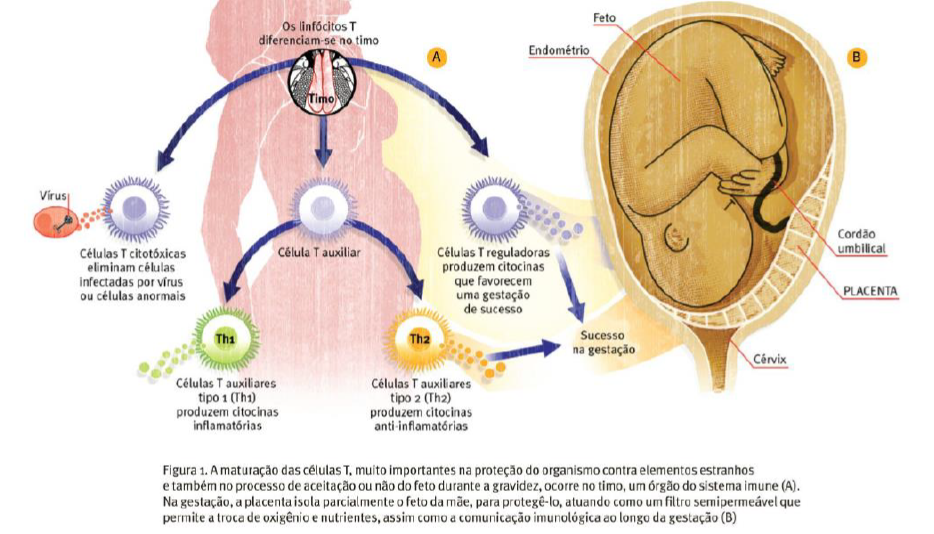 Os linfócitos T
diferenciam-se no timo
A
Timo
Vírus
Células T citotóxicas
eliminam células
infectadas por vírus
ou células anormais
Célula T auxiliar
Células T reguladoras
produzem citocinas
que favorecem
uma gestação
de sucesso
Th1
Células T auxiliares
tipo 1 (Th1)
produzem citocinas
inflamatórias
Th2
Células T auxiliares
tipo 2 (Th2)
produzem citocinas
anti-inflamatórias
Sucesso
na gestação
Feto
Endométrio
B
Cordão
umbilical
PLACENTA
Cérvix
Figura 1. A maturação das células T, muito importantes na proteção do organismo contra elementos estranhos
e também no processo de aceitação ou não do feto durante a gravidez, ocorre no timo, um órgão do sistema imune (A).
Na gestação, a placenta isola parcialmente o feto da mãe, para protegê-lo, atuando como um filtro semipermeável que
permite a troca de oxigênio e nutrientes, assim como a comunicação imunológica ao longo da gestação (B)